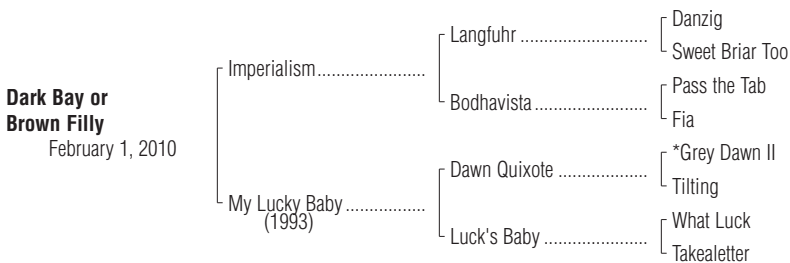 Danzig
Langfuhr ...........................
Sweet Briar Too
Imperialism.......................
Pass the Tab
Bodhavista........................
Fia
Dark Bay or
Brown Filly
February 1, 2010
*Grey Dawn II
Dawn Quixote ...................
Tilting
My Lucky Baby .................
(1993)
What Luck
Luck's Baby ......................
Takealetter